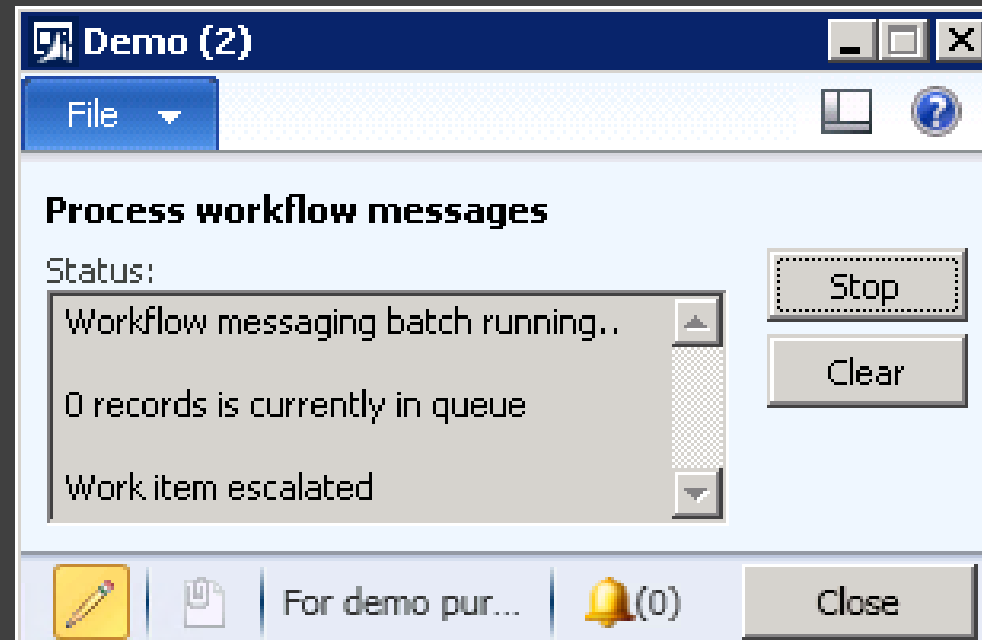 Demo (2)
File
Process workflow messages
Status:
Workflow messaging batch running..
0 records is currently in queue
Work item escalated
Stop
Clear
For demo pur...
(0)
Close